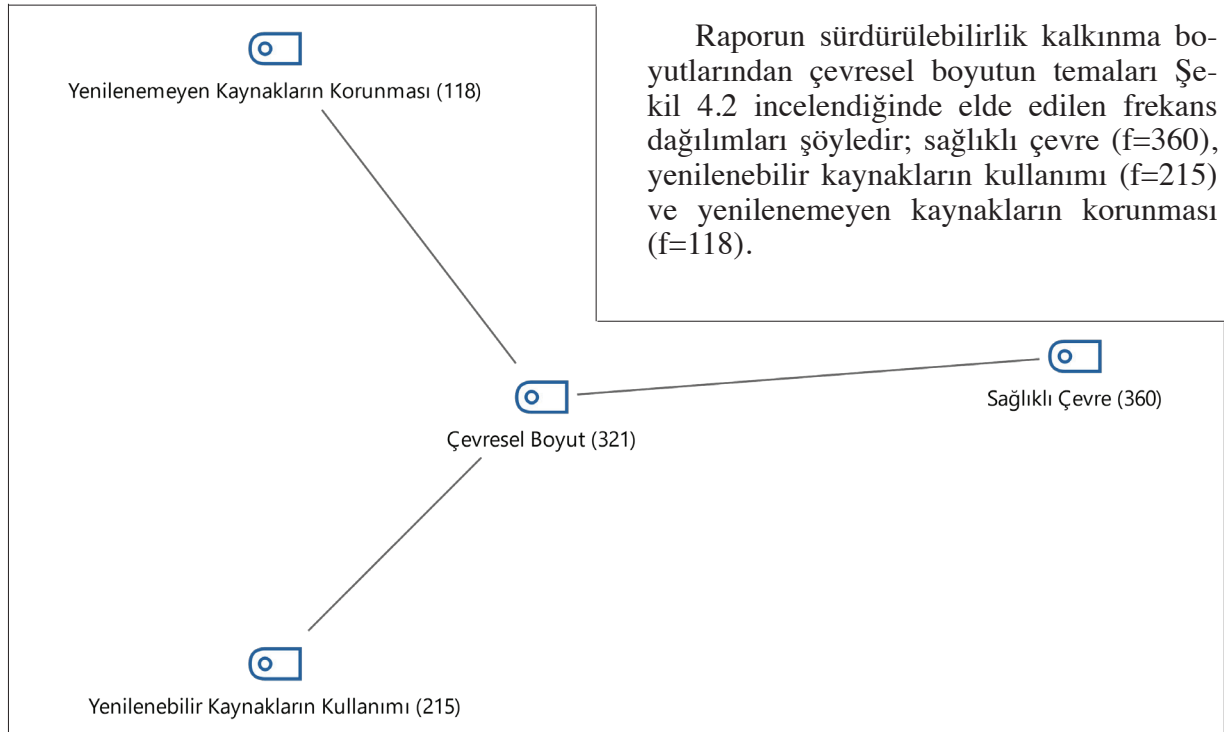 Raporun sürdürülebilirlik kalkınma bo-
yutlarından çevresel boyutun temaları Şe-
kil 4.2 incelendiğinde elde edilen frekans
dağılımları şöyledir; sağlıklı çevre (f=360),
yenilenebilir kaynakların kullanımı (f=215)
ve yenilenemeyen kaynakların korunması
(f=118).
Yenilenemeyen Kaynakların Korunması (118)
Sağlıklı Çevre (360)
Çevresel Boyut (321)
Yenilenebilir Kaynakların Kullanımı (215)